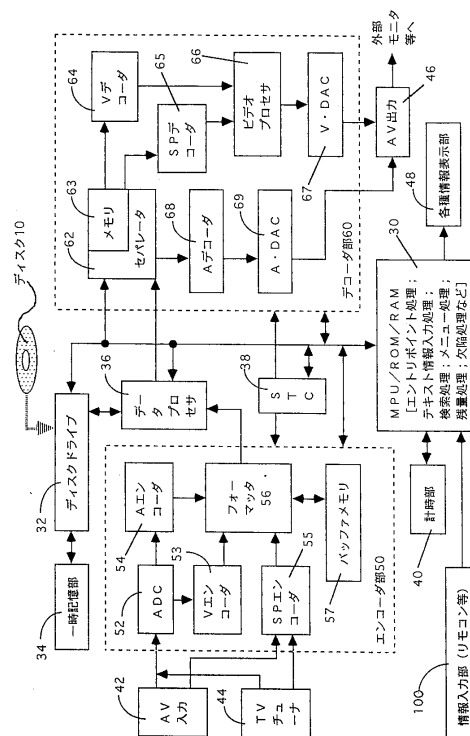 ディスク10
32
ディスクドライブ
34
一時記憶部
36
データ
プロセサ
38
STC
42
AV
入力
44
TV
チューナ
52
ADC
54
Aエン
コーダ
53
Vエン
コーダ
55
SPエン
コーダ
フォー
マッタ
56
57
バッファメモリ
エンコーダ部50
62
63
メモリ
セパレータ
64
Vデ
コーダ
65
SPデ
コーダ
66
ビデオ
プロセサ
67
V・DAC
68
Aデコーダ
69
A・DAC
デコーダ部60
AV出力
46
外部
モニタ
等へ
48
各種情報表示部
30
MPU/ROM/RAM
[エントリポイント処理;
テキスト情報入力処理;
検索処理;メニュー処理;
残量処理;欠陥処理など]
40
計時部
100
情報入力部(リモコン等)